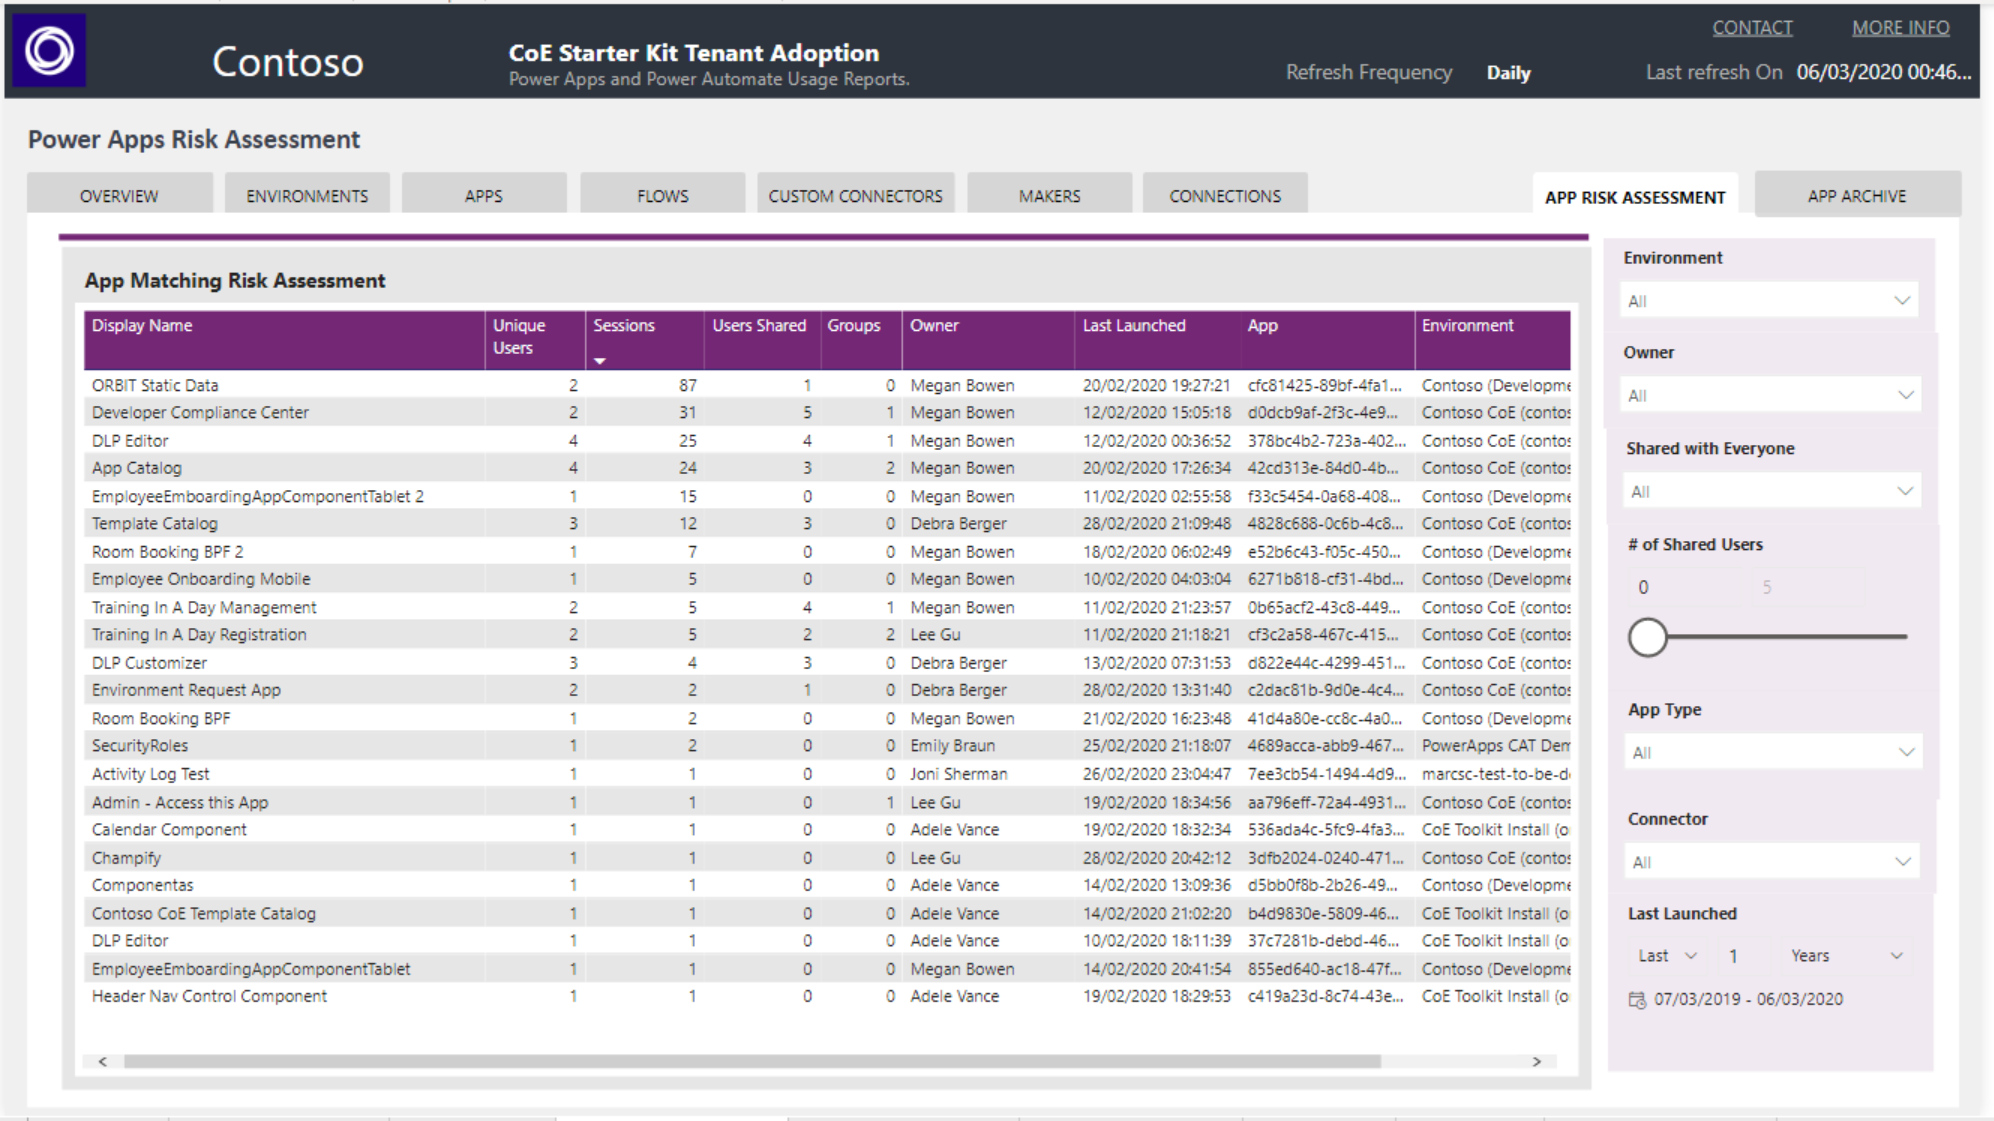 CONTACT MORE INFO
Contoso CoE Starter Kit Tenant Adoption
Power Apps and Power Automate Usage Reports.
Refresh Frequency Daily Last refresh On 06/03/2020 00:46...
Power Apps Risk Assessment
OVERVIEW ENVIRONMENTS APPS FLOWS CUSTOM CONNECTORS MAKERS CONNECTIONS APP RISK ASSESSMENT APP ARCHIVE
App Matching Risk Assessment
Display Name Unique Users Sessions Users Shared Groups Owner Last Launched App Environment
ORBIT Static Data 2 87 1 0 Megan Bowen 20/02/2020 19:27:21 cfc81425-89bf-4fa1... Contoso (Developme
Developer Compliance Center 2 31 5 1 Megan Bowen 12/02/2020 15:05:18 d0dcb9af-2f3c-4e9... Contoso CoE (contos
DLP Editor 4 25 4 1 Megan Bowen 12/02/2020 00:36:52 378bc4b2-723a-402... Contoso CoE (contos
App Catalog 4 24 3 2 Megan Bowen 20/02/2020 17:26:34 42cd313e-84d0-4b... Contoso CoE (contos
EmployeeEmboardingAppComponentTablet 2 1 15 0 0 Megan Bowen 11/02/2020 02:55:58 f33c5454-0a68-408... Contoso (Developme
Template Catalog 3 12 3 0 Debra Berger 28/02/2020 21:09:48 4828c688-0c6b-4c8... Contoso CoE (contos
Room Booking BPF 2 1 7 0 0 Megan Bowen 18/02/2020 06:02:49 e52b6c43-f05c-450... Contoso (Developme
Employee Onboarding Mobile 1 5 0 0 Megan Bowen 10/02/2020 04:03:04 6271b818-cf31-4bd... Contoso (Developme
Training In A Day Management 2 5 4 1 Megan Bowen 11/02/2020 21:23:57 0b65acf2-43c8-449... Contoso CoE (contos
Training In A Day Registration 2 5 2 2 Lee Gu 11/02/2020 21:18:21 cf3c2a58-467c-415... Contoso CoE (contos
DLP Customizer 3 4 3 0 Debra Berger 13/02/2020 07:31:53 d822e44c-4299-451... Contoso CoE (contos
Environment Request App 2 2 1 0 Debra Berger 28/02/2020 13:31:40 c2dac81b-9d0e-4c4... Contoso CoE (contos
Room Booking BPF 1 2 0 0 Megan Bowen 21/02/2020 16:23:48 41d4a80e-cc8c-4a0... Contoso (Developme
SecurityRoles 1 2 0 0 Emily Braun 25/02/2020 21:18:07 4689acca-abb9-467... PowerApps CAT Dem
Activity Log Test 1 1 0 0 Joni Sherman 26/02/2020 23:04:47 7ee3cb54-1494-4d9... marcsc-test-to-be-d
Admin - Access this App 1 1 0 1 Lee Gu 19/02/2020 18:34:56 aa796eff-72a4-4931... Contoso CoE (contos
Calendar Component 1 1 0 0 Adele Vance 19/02/2020 18:32:34 536ada4c-5fc9-4fa3... CoE Toolkit Install (o
Champify 1 1 0 0 Lee Gu 28/02/2020 20:42:12 3dfb2024-0240-471... Contoso CoE (contos
Componentas 1 1 0 0 Adele Vance 14/02/2020 13:09:36 d5bb0f8b-2b26-49... Contoso (Developme
Contoso CoE Template Catalog 1 1 0 0 Adele Vance 14/02/2020 21:02:20 b4d9830e-5809-46... CoE Toolkit Install (o
DLP Editor 1 1 0 0 Adele Vance 10/02/2020 18:11:39 37c7281b-debd-46... CoE Toolkit Install (o
EmployeeEmboardingAppComponentTablet 1 1 0 0 Megan Bowen 14/02/2020 20:41:54 855ed640-ac18-47f... Contoso (Developme
Header Nav Control Component 1 1 0 0 Adele Vance 19/02/2020 18:29:53 c419a23d-8c74-43e... CoE Toolkit Install (o
Environment
All
Owner
All
Shared with Everyone
All
# of Shared Users
0 5
App Type
All
Connector
All
Last Launched
Last 1 Years
07/03/2019 - 06/03/2020